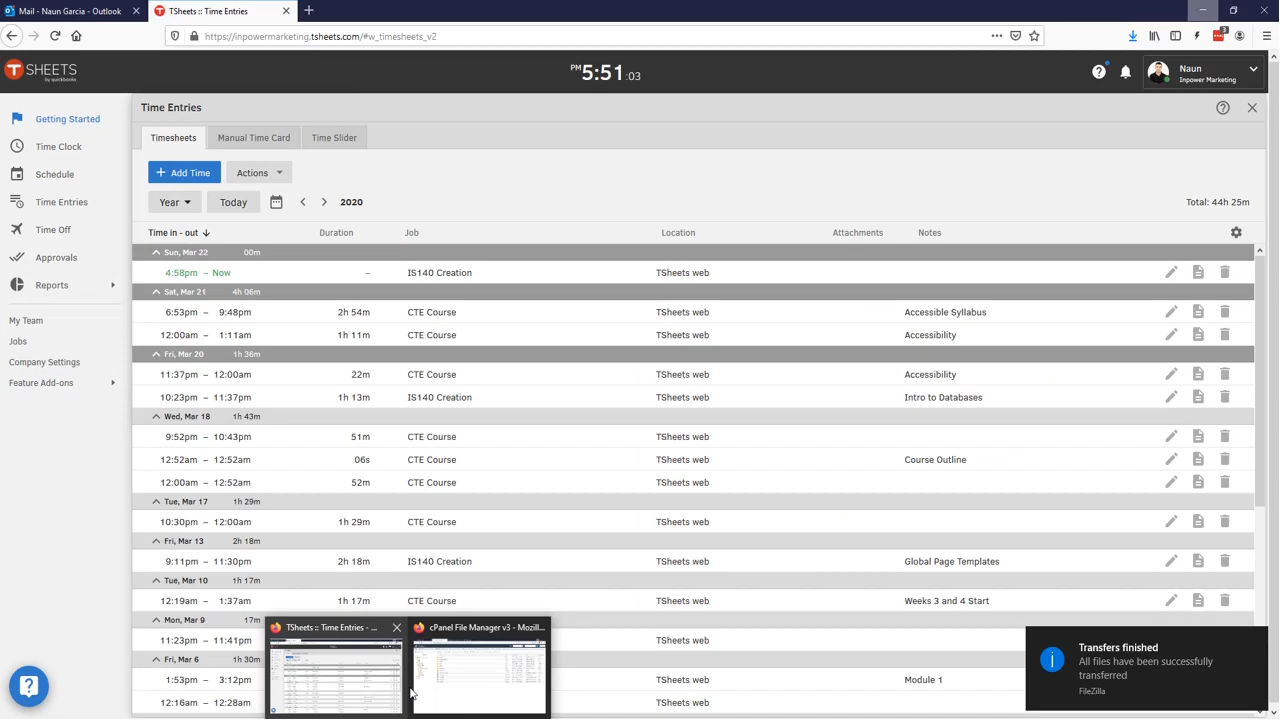 Mail - Naun Garcia - Outlook
TSheets :: Time Entries
https://inpowermarketing.tsheets.com/#w_timesheets_v2
3
T SHEETS
by quickbooks
PM 5:51 :03
Naun
Inpower Marketing
Getting Started
Time Clock
Schedule
Time Entries
Time Off
Approvals
Reports
My Team
Jobs
Company Settings
Feature Add-ons
Time Entries
Timesheets
Manual Time Card
Time Slider
+ Add Time
Actions
Year
Today
2020
Total: 44h 25m
Time in - out Duration Job Location Attachments Notes
Sun, Mar 22 00m
4:58pm – Now – IS140 Creation TSheets web
Sat, Mar 21 4h 06m
6:53pm – 9:48pm 2h 54m CTE Course TSheets web Accessible Syllabus
12:00am – 1:11am 1h 11m CTE Course TSheets web Accessibility
Fri, Mar 20 1h 36m
11:37pm – 12:00am 22m CTE Course TSheets web Accessibility
10:23pm – 11:37pm 1h 13m IS140 Creation TSheets web Intro to Databases
Wed, Mar 18 1h 43m
9:52pm – 10:43pm 51m CTE Course TSheets web
12:52am – 12:52am 06s CTE Course TSheets web Course Outline
12:00am – 12:52am 52m CTE Course TSheets web
Tue, Mar 17 1h 29m
10:30pm – 12:00am 1h 29m CTE Course TSheets web
Fri, Mar 13 2h 18m
9:11pm – 11:30pm 2h 18m IS140 Creation TSheets web Global Page Templates
Tue, Mar 10 1h 17m
12:19am – 1:37am 1h 17m CTE Course TSheets web Weeks 3 and 4 Start
Mon, Mar 9 17m
11:23pm – 11:41pm TSheets web
Fri, Mar 6 1h 30m
1:53pm – 3:12pm TSheets web Module 1
12:16am – 12:28am TSheets web
TSheets :: Time Entries - ...
cPanel File Manager v3 - Mozill...
Transfers finished
All files have been successfully
transferred
FileZilla